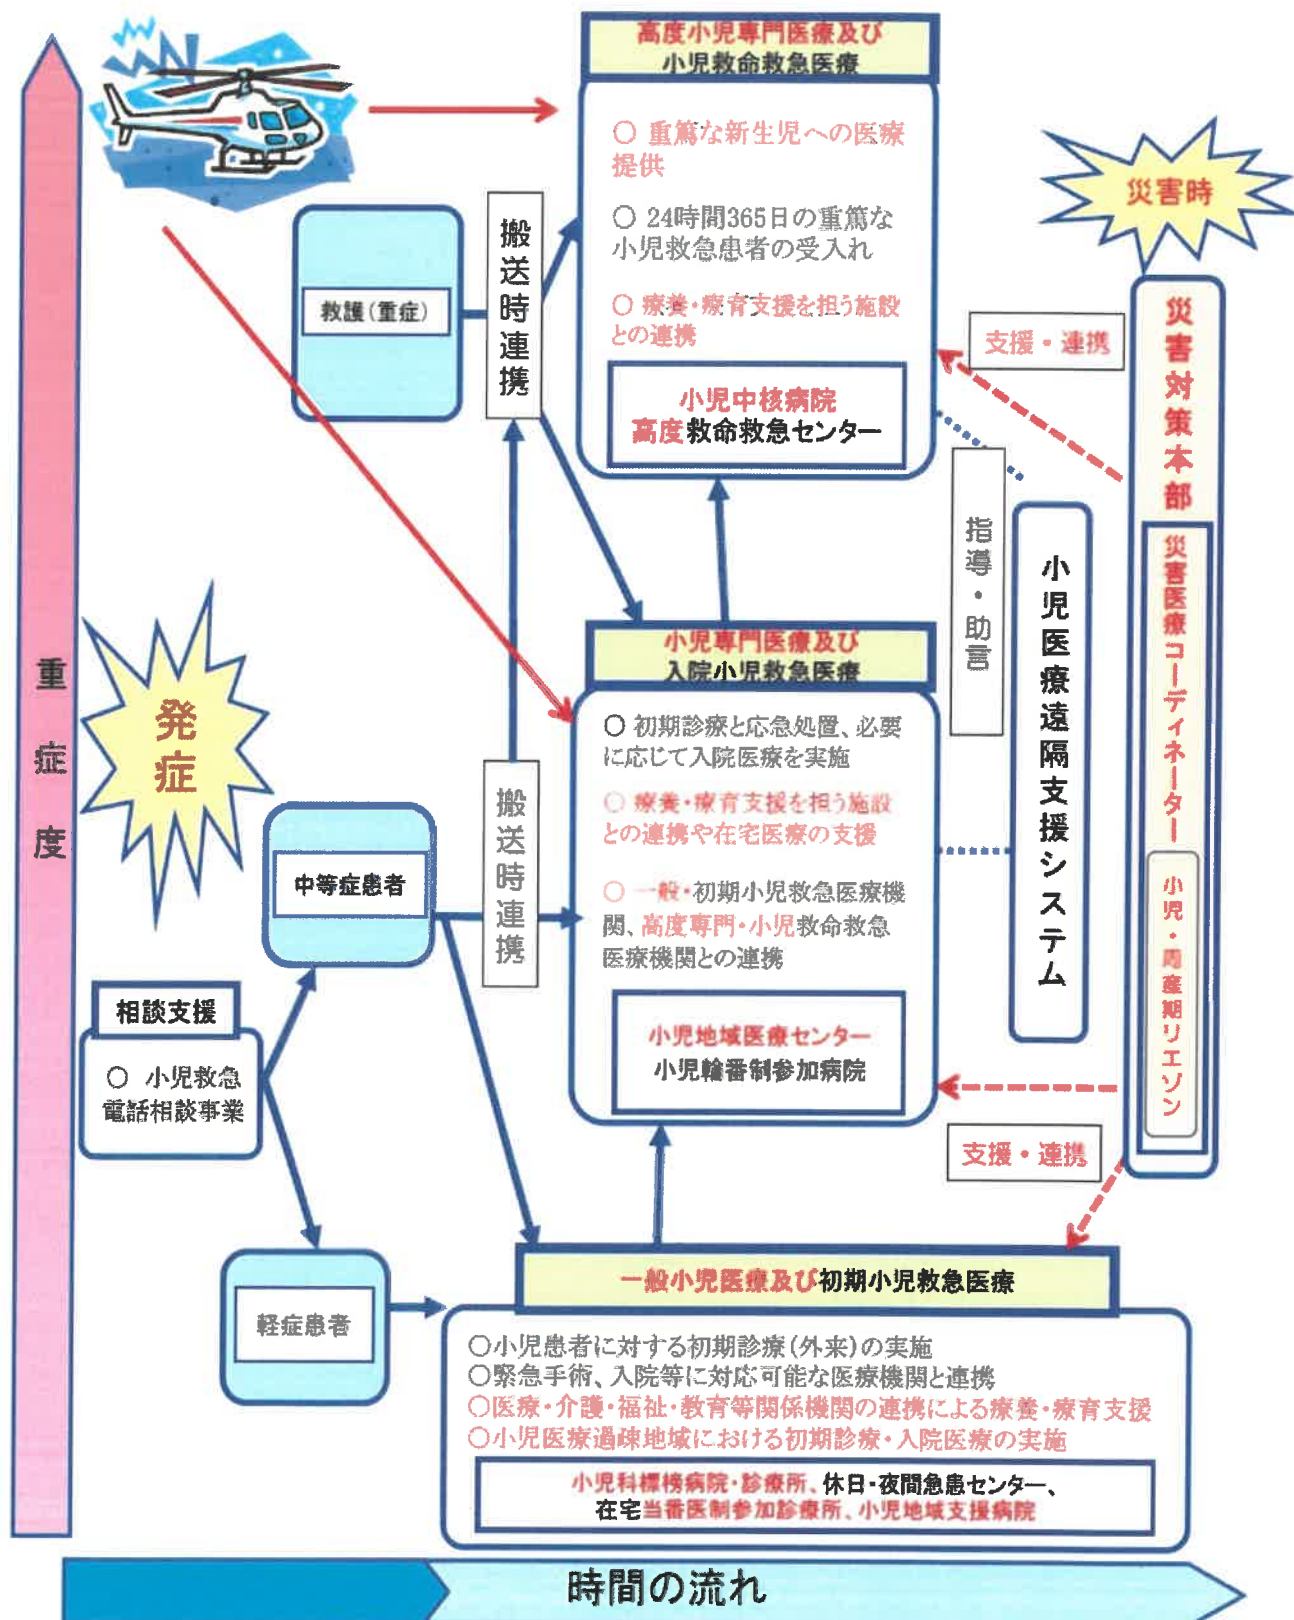 高度小児専門医療及び
小児救命救急医療
○ 重篤な新生児への医療
提供
○ 24時間365日の重篤な
小児救急患者の受入れ
○ 療養・療育支援を担う施設
との連携
小児中核病院
高度救命救急センター
災害時
搬送時連携
救護(重症)
支援・連携
災害対策本部
災害医療コーディネーター
小児・周産期リエゾン
指導・助言
小児医療遠隔支援システム
重症度
発症
小児専門医療及び
入院小児救急医療
○ 初期診療と応急処置、必要
に応じて入院医療を実施
○ 療養・療育支援を担う施設
との連携や在宅医療の支援
○ 一般・初期小児救急医療機
関、高度専門・小児救命救急
医療機関との連携
小児地域医療センター
小児輪番制参加病院
搬送時連携
中等症患者
相談支援
○ 小児救急
電話相談事業
支援・連携
軽症患者
一般小児医療及び初期小児救急医療
○小児患者に対する初期診療(外来)の実施
○緊急手術、入院等に対応可能な医療機関と連携
○医療・介護・福祉・教育等関係機関の連携による療養・療育支援
○小児医療過疎地域における初期診療・入院医療の実施
小児科標榜病院・診療所、休日・夜間急患センター、
在宅当番医制参加診療所、小児地域支援病院
時間の流れ